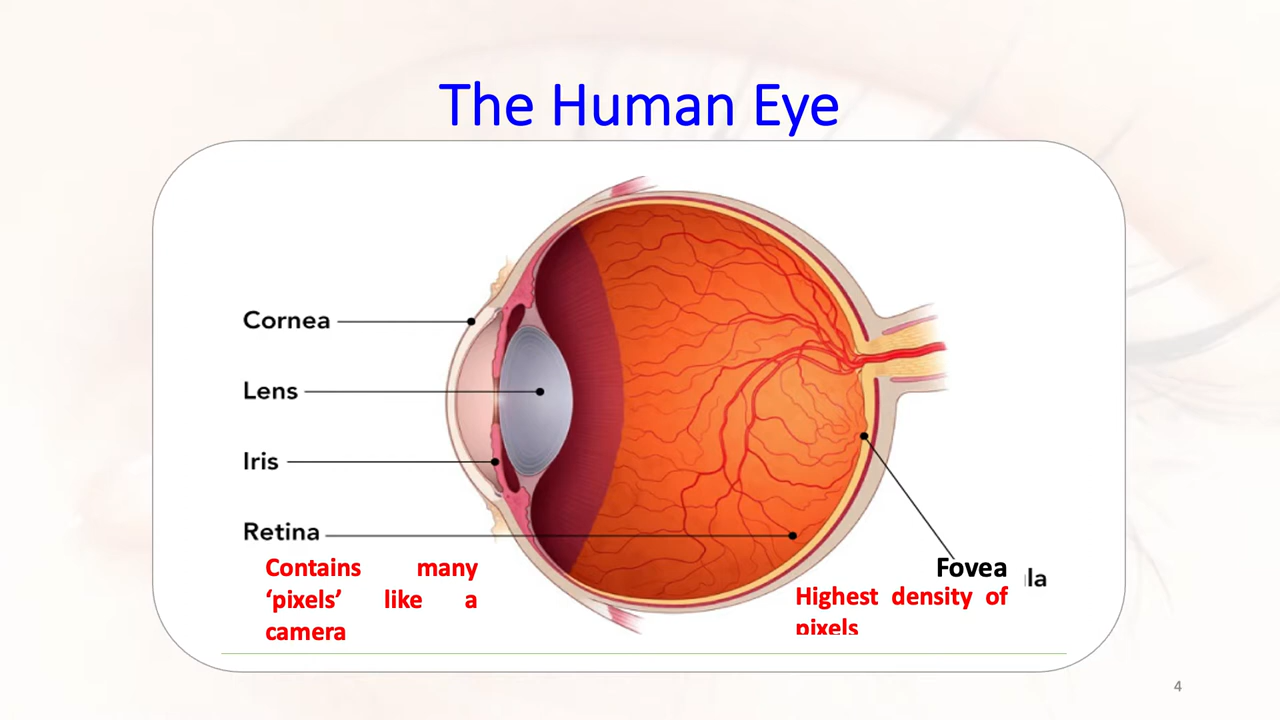 The Human Eye
Cornea
Lens
Iris
Retina
Contains many
‘pixels’ like a
camera
Fovea
Highest density of
pixels
4